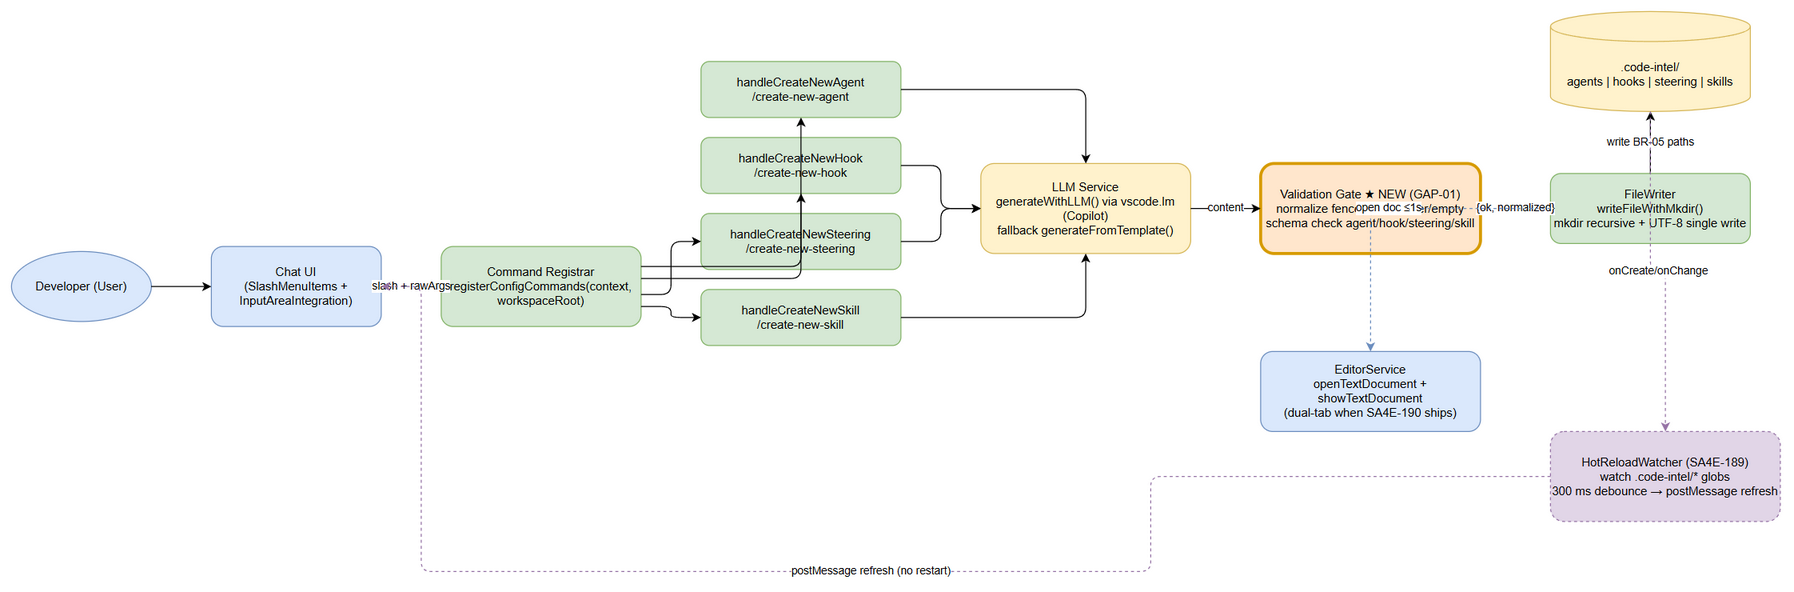 Developer (User)
Chat UI
(SlashMenuItems +
InputAreaIntegration)
slash + rawArgs
Command Registrar
registerConfigCommands(context,
workspaceRoot)
handleCreateNewAgent
/create-new-agent
handleCreateNewHook
/create-new-hook
handleCreateNewSteering
/create-new-steering
handleCreateNewSkill
/create-new-skill
LLM Service
generateWithLLM() via vscode.lm
(Copilot)
fallback generateFromTemplate()
content
Validation Gate ★ NEW (GAP-01)
normalize
open doc ≤1s
schema check agent/hook/steering/skill
{ok, normalized}
FileWriter
writeFileWithMkdir()
mkdir recursive + UTF-8 single write
write BR-05 paths
.code-intel/
agents | hooks | steering | skills
onCreate/onChange
EditorService
openTextDocument +
showTextDocument
(dual-tab when SA4E-190 ships)
HotReloadWatcher (SA4E-189)
watch .code-intel/* globs
300 ms debounce → postMessage refresh
postMessage refresh (no restart)